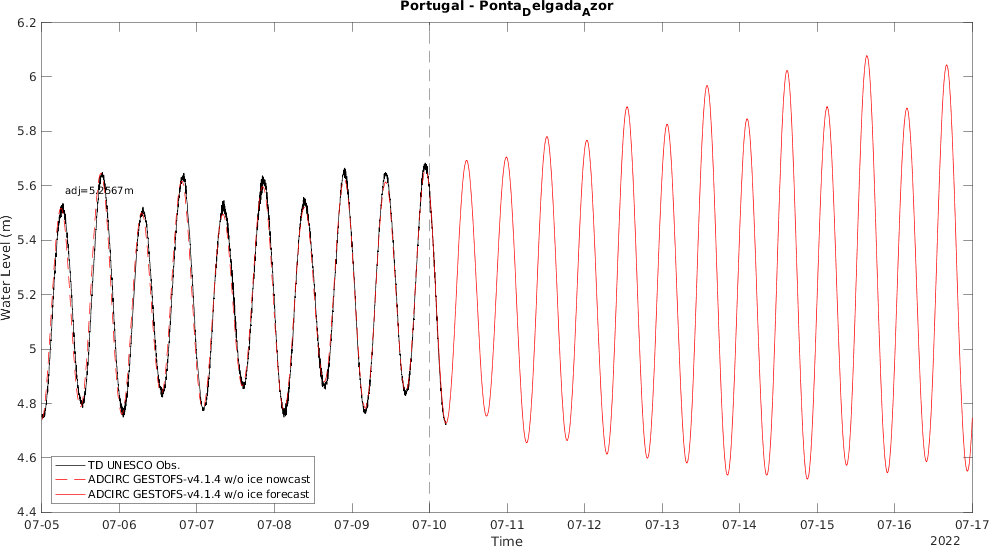 Portugal - PontaDelgadaAzor
6.2
6
5.8
5.6
5.4
5.2
5
4.8
4.6
4.4
Water Level (m)
adj=5.2567m
TD UNESCO Obs.
ADCIRC GESTOFS-v4.1.4 w/o ice nowcast
ADCIRC GESTOFS-v4.1.4 w/o ice forecast
07-05 07-06 07-07 07-08 07-09 07-10 07-11 07-12 07-13 07-14 07-15 07-16 07-17
Time
2022